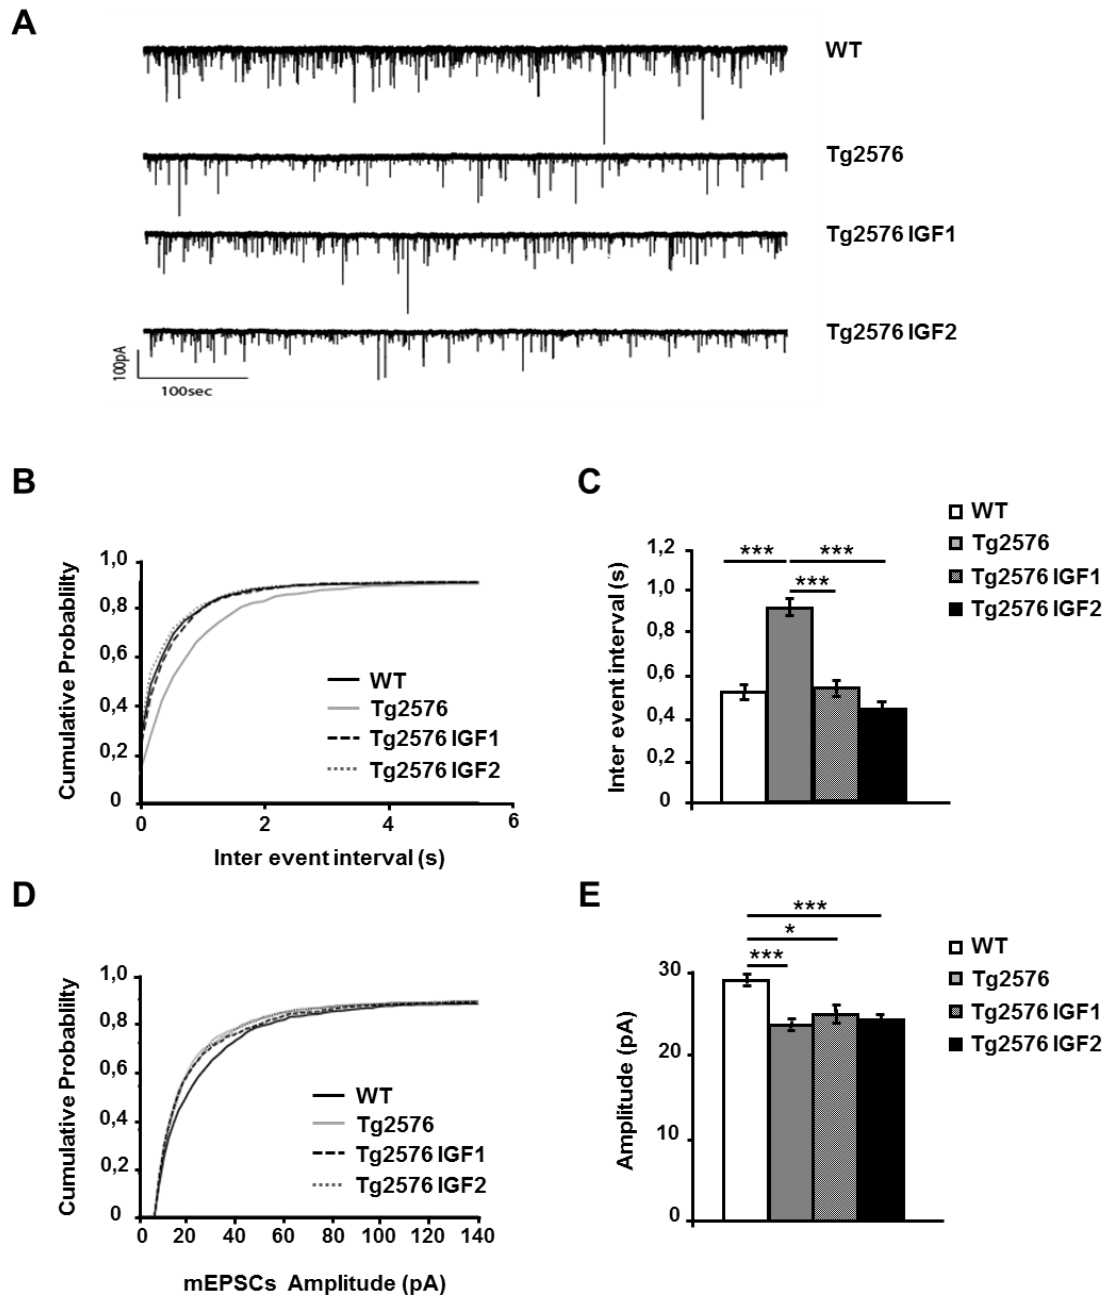 A
WT
Tg2576
Tg2576 IGF1
Tg2576 IGF2
100pA
100sec
B
Cumulative Probablilty
1,0
0,8
0,6
0,4
0,2
0
0 2 4 6
WT
Tg2576
Tg2576 IGF1
Tg2576 IGF2
Inter event interval (s)
C
Inter event interval (s)
1,2
1,0
0,8
0,6
0,4
0,2
0
*** ***
***
WT
Tg2576
Tg2576 IGF1
Tg2576 IGF2
D
Cumulative Probablilty
1,0
0,8
0,6
0,4
0,2
0
0 20 40 60 80 100 120 140
WT
Tg2576
Tg2576 IGF1
Tg2576 IGF2
mEPSCs Amplitude (pA)
E
Amplitude (pA)
30
20
10
0
***
*
***
WT
Tg2576
Tg2576 IGF1
Tg2576 IGF2